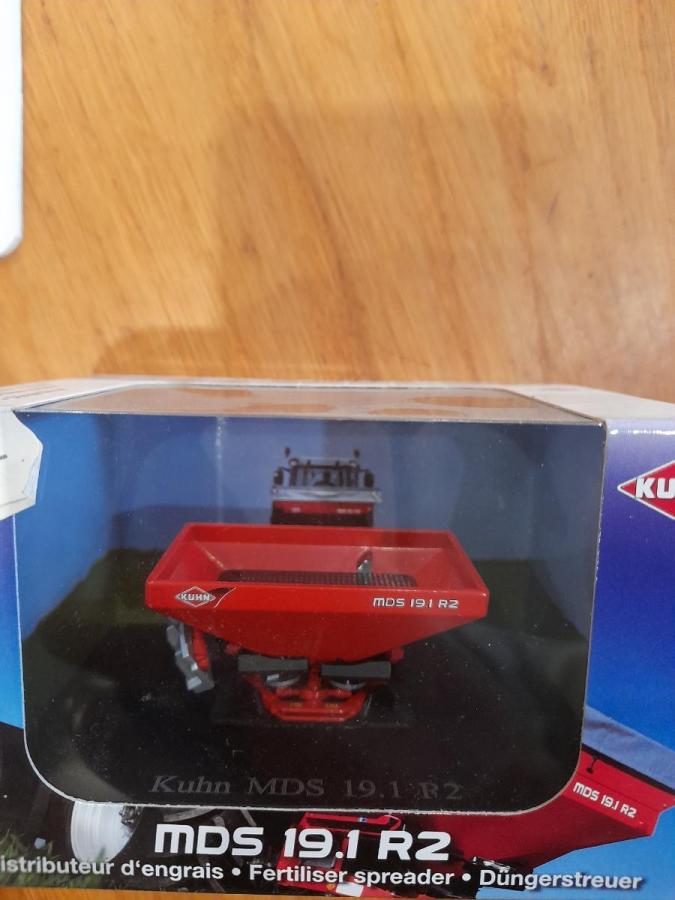 KU
KUHN
MDS 19.1 R2
Kuhn MDS 19.1 R2
MDS 19.1 R2
MDS 19.1 R2
istributeur d'engrais • Fertiliser spreader • Düngerstreuer